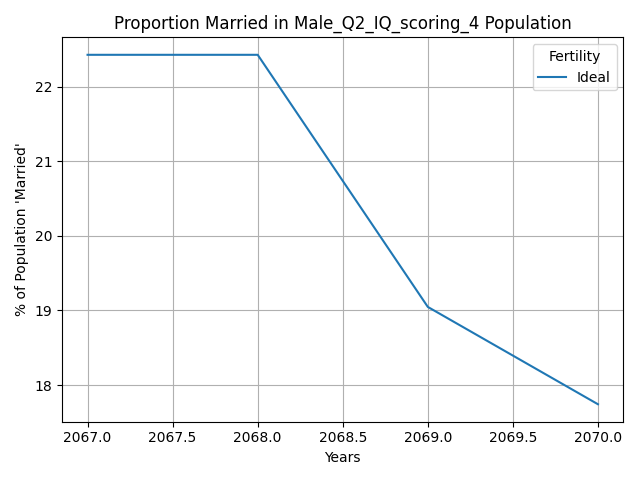 Proportion Married in Male_Q2_IQ_scoring_4 Population
Fertility
Ideal
% of Population 'Married'
22
21
20
19
18
2067.0 2067.5 2068.0 2068.5 2069.0 2069.5 2070.0
Years